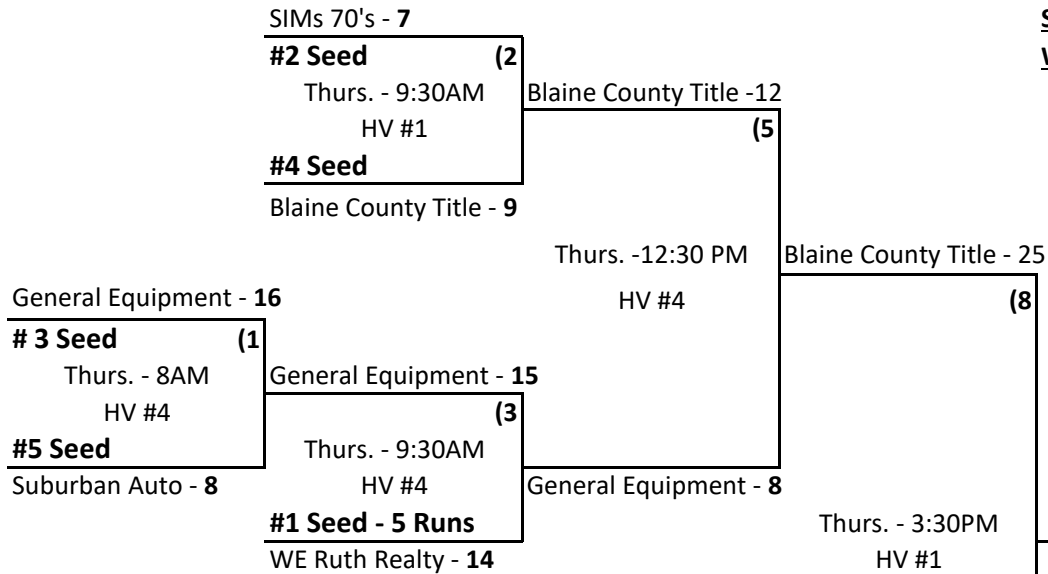 SIMs 70's - 7
#2 Seed (2
Thurs. - 9:30AM
HV #1
#4 Seed
Blaine County Title - 9
Blaine County Title -12
(5
Thurs. -12:30 PM
HV #4
Blaine County Title - 25
(8
General Equipment - 16
# 3 Seed (1
Thurs. - 8AM
HV #4
#5 Seed
Suburban Auto - 8
General Equipment - 15
(3
Thurs. - 9:30AM
HV #4
#1 Seed - 5 Runs
WE Ruth Realty - 14
General Equipment - 8
Thurs. - 3:30PM
HV #1